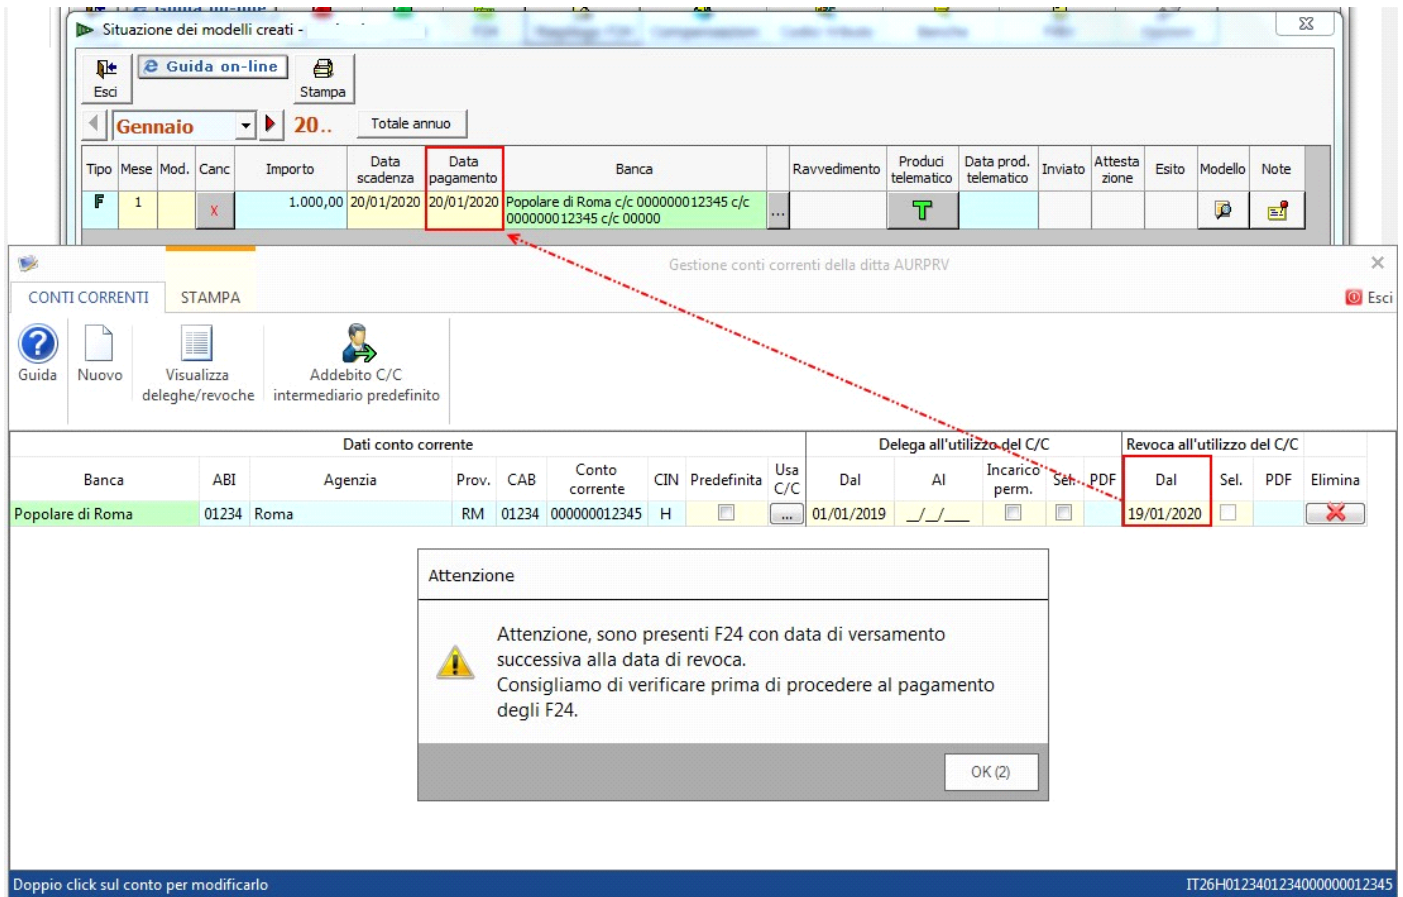 Situazione dei modelli creati -
Guida on-line
Esci
Stampa
Gennaio 20.. Totale annuo
Tipo Mese Mod. Canc Importo Data scadenza Data pagamento Banca Ravvedimento Produci telematico Data prod. telematico Inviato Attesta zione Esito Modello Note
F 1 X 1.000,00 20/01/2020 20/01/2020 Popolare di Roma c/c 000000012345 c/c ... T
000000012345 c/c 00000
Gestione conti correnti della ditta AURPRV
CONTI CORRENTI STAMPA Esci
Guida Nuovo Visualizza deleghe/revoche Addebito C/C intermediario predefinito
Dati conto corrente Delega all'utilizzo del C/C Revoca all'utilizzo del C/C
Banca ABI Agenzia Prov. CAB Conto corrente CIN Predefinita Usa C/C Dal Al Incarico perm. Sel. PDF Dal Sel. PDF Elimina
Popolare di Roma 01234 Roma RM 01234 000000012345 H ... 01/01/2019 __/__/____ 19/01/2020
Attenzione
Attenzione, sono presenti F24 con data di versamento
successiva alla data di revoca.
Consigliamo di verificare prima di procedere al pagamento
degli F24.
OK (2)
Doppio click sul conto per modificarlo IT26H0123401234000000012345